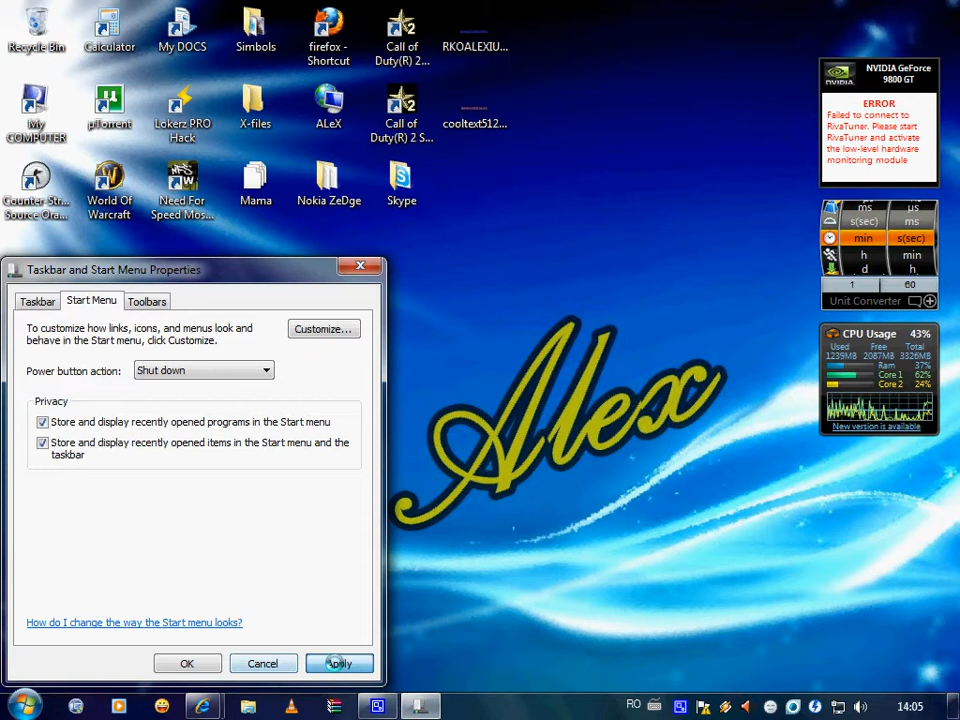 Recycle Bin
Calculator
My DOCS
Simbols
firefox -
Shortcut
Call of
Duty(R) 2...
RKOALEXIU...
My
COMPUTER
µTorrent
Lokerz PRO
Hack
X-files
ALeX
Call of
Duty(R) 2 S...
cooltext512...
Counter-Str...
Source Ora...
World Of
Warcraft
Need For
Speed Mos...
Mama
Nokia ZeDge
Skype
NVIDIA GeForce
9800 GT
ERROR
Failed to connect to
RivaTuner. Please start
RivaTuner and activate
the low-level hardware
monitoring module
ms µs
s(sec) ms
min s(sec)
h min
d h
1 60
Unit Converter
CPU Usage 43%
Used Free Total
1239MB 2087MB 3326MB
Ram 37%
Core 1 62%
Core 2 24%
New version is available
Taskbar and Start Menu Properties
Taskbar Start Menu Toolbars
To customize how links, icons, and menus look and
behave in the Start menu, click Customize.
Customize...
Power button action: Shut down
Privacy
Store and display recently opened programs in the Start menu
Store and display recently opened items in the Start menu and the
taskbar
How do I change the way the Start menu looks?
OK Cancel Apply
Alex
RO
14:05